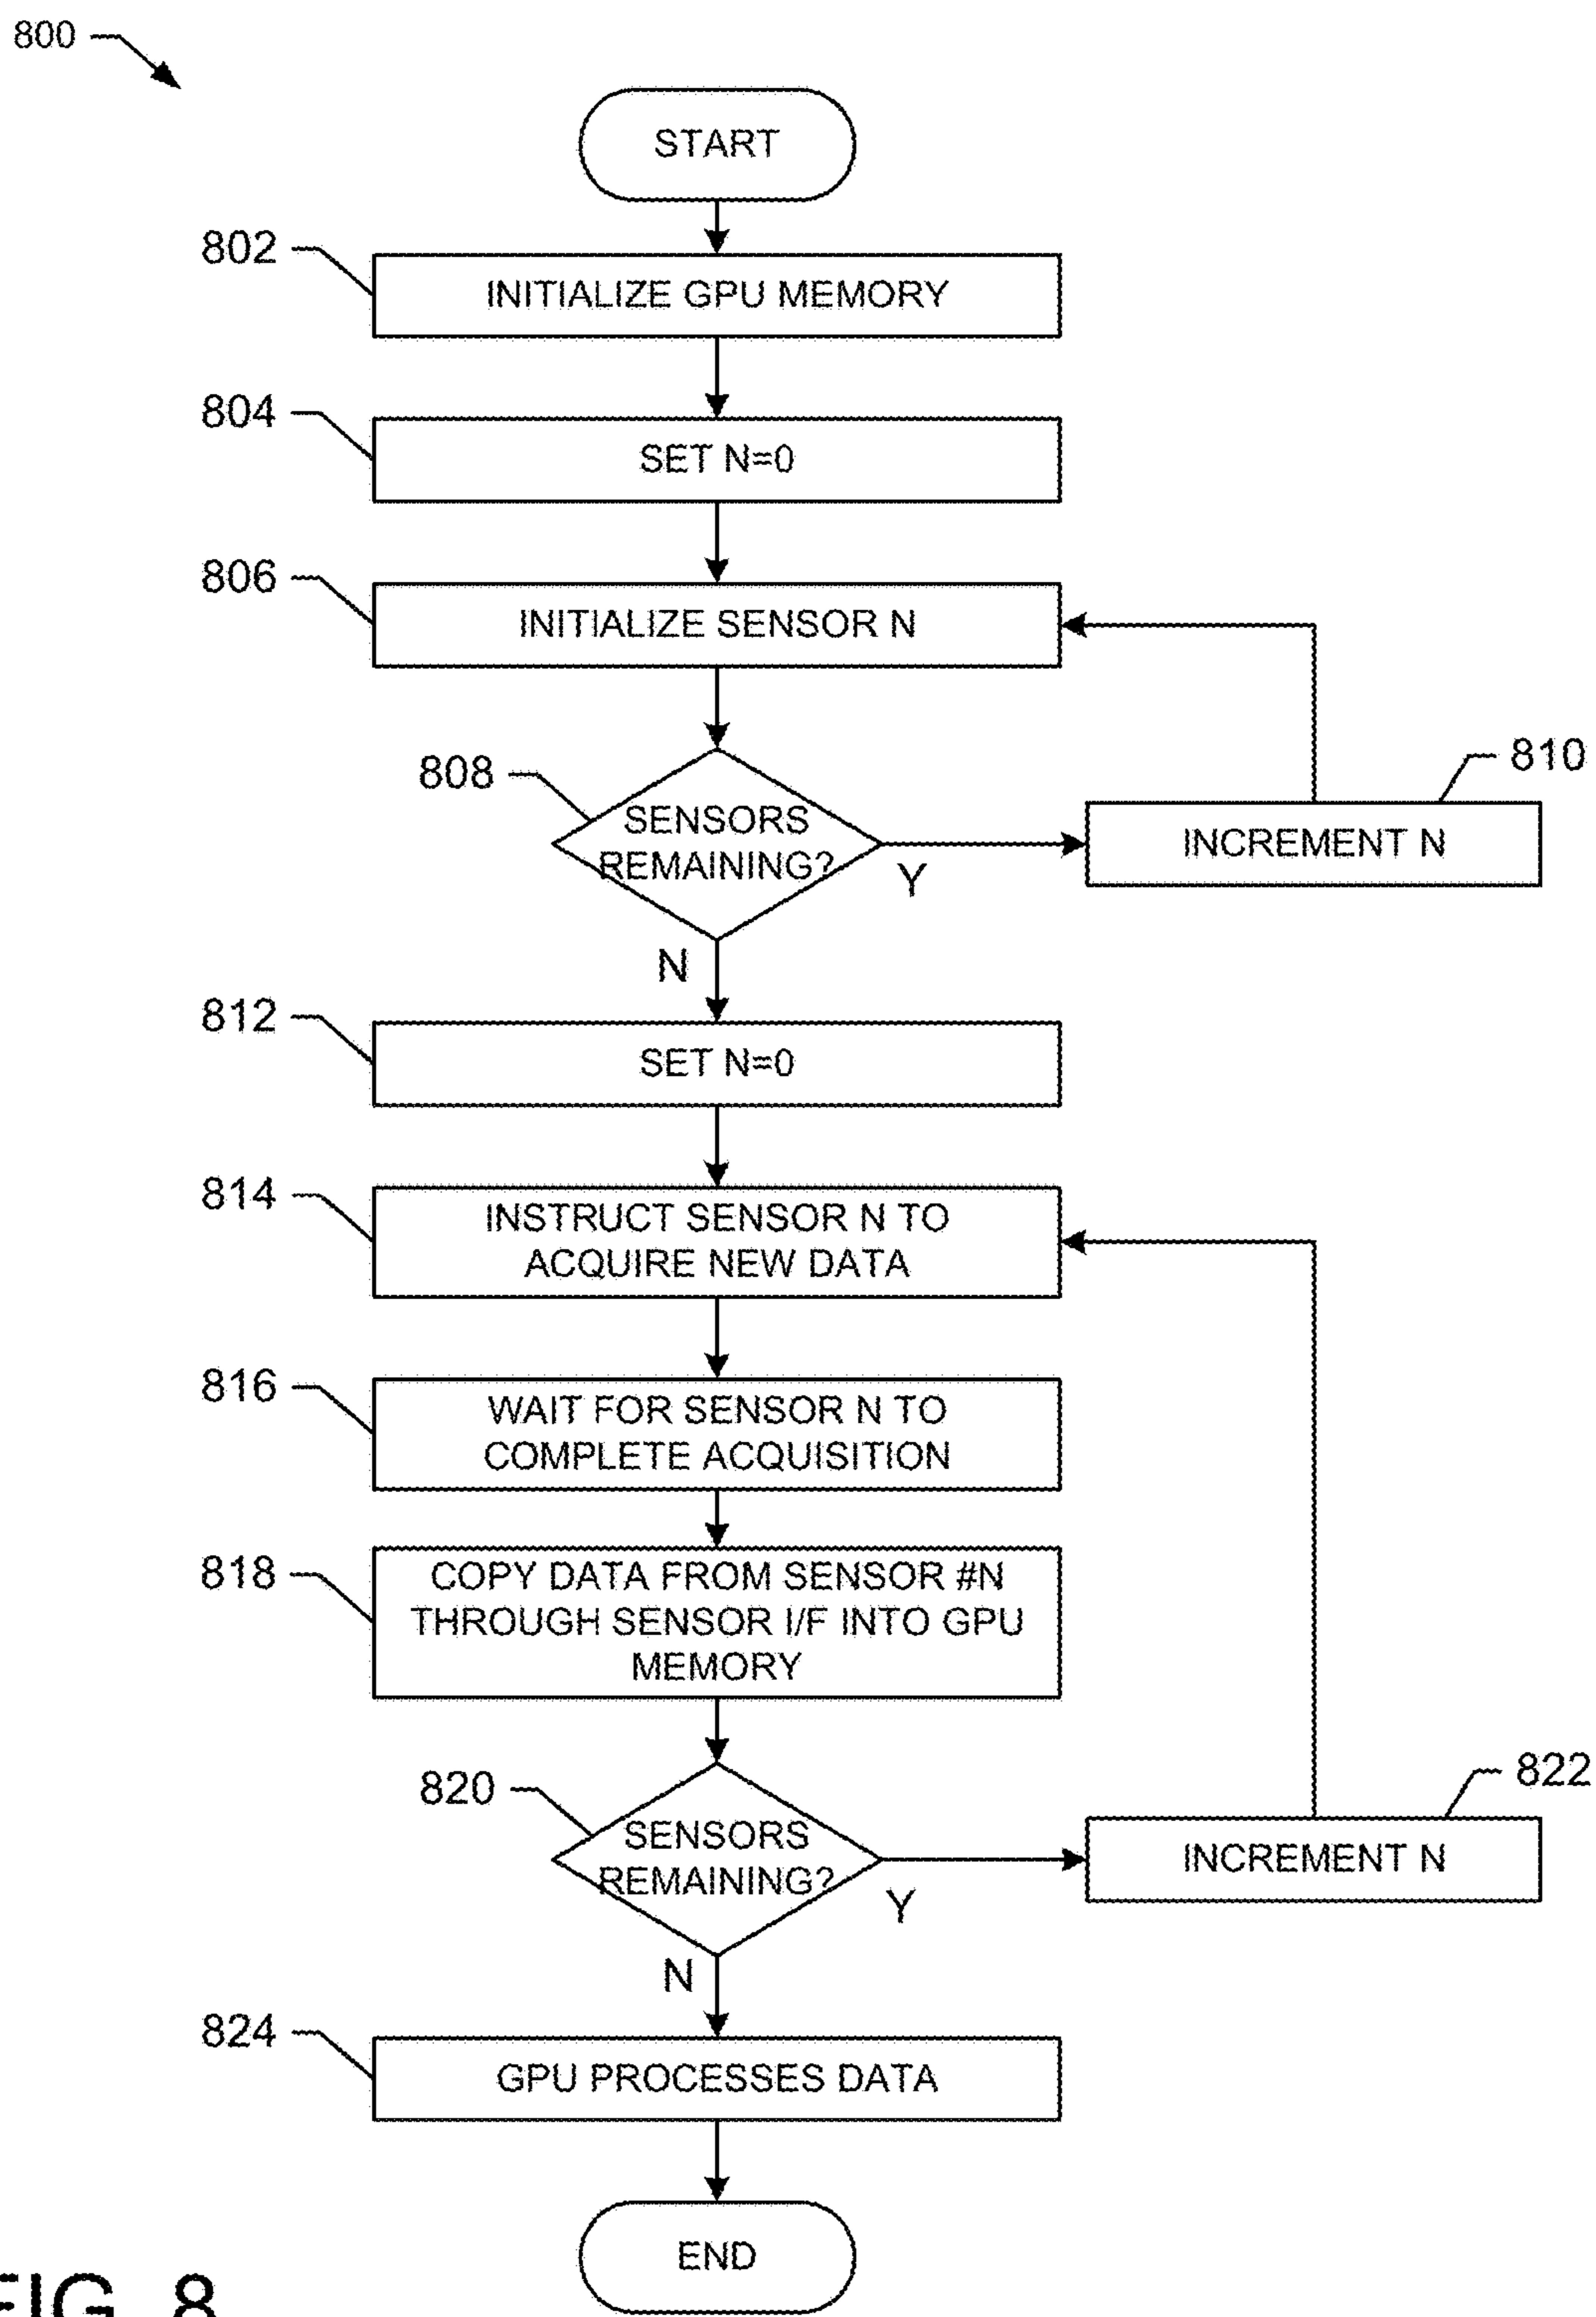 800
START
802
INITIALIZE GPU MEMORY
804
SET N=0
806
INITIALIZE SENSOR N
808
SENSORS
REMAINING?
Y
810
INCREMENT N
N
812
SET N=0
814
INSTRUCT SENSOR N TO
ACQUIRE NEW DATA
816
WAIT FOR SENSOR N TO
COMPLETE ACQUISITION
818
COPY DATA FROM SENSOR #N
THROUGH SENSOR I/F INTO GPU
MEMORY
820
SENSORS
REMAINING?
Y
822
INCREMENT N
N
824
GPU PROCESSES DATA
END
FIG. 8